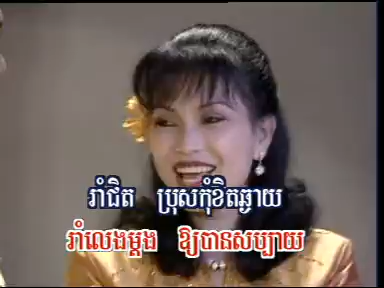 រាំជិត ប្រុសកុំខិតឆ្ងាយ
រាំលេងម្ដង ឱ្យបានសប្បាយ